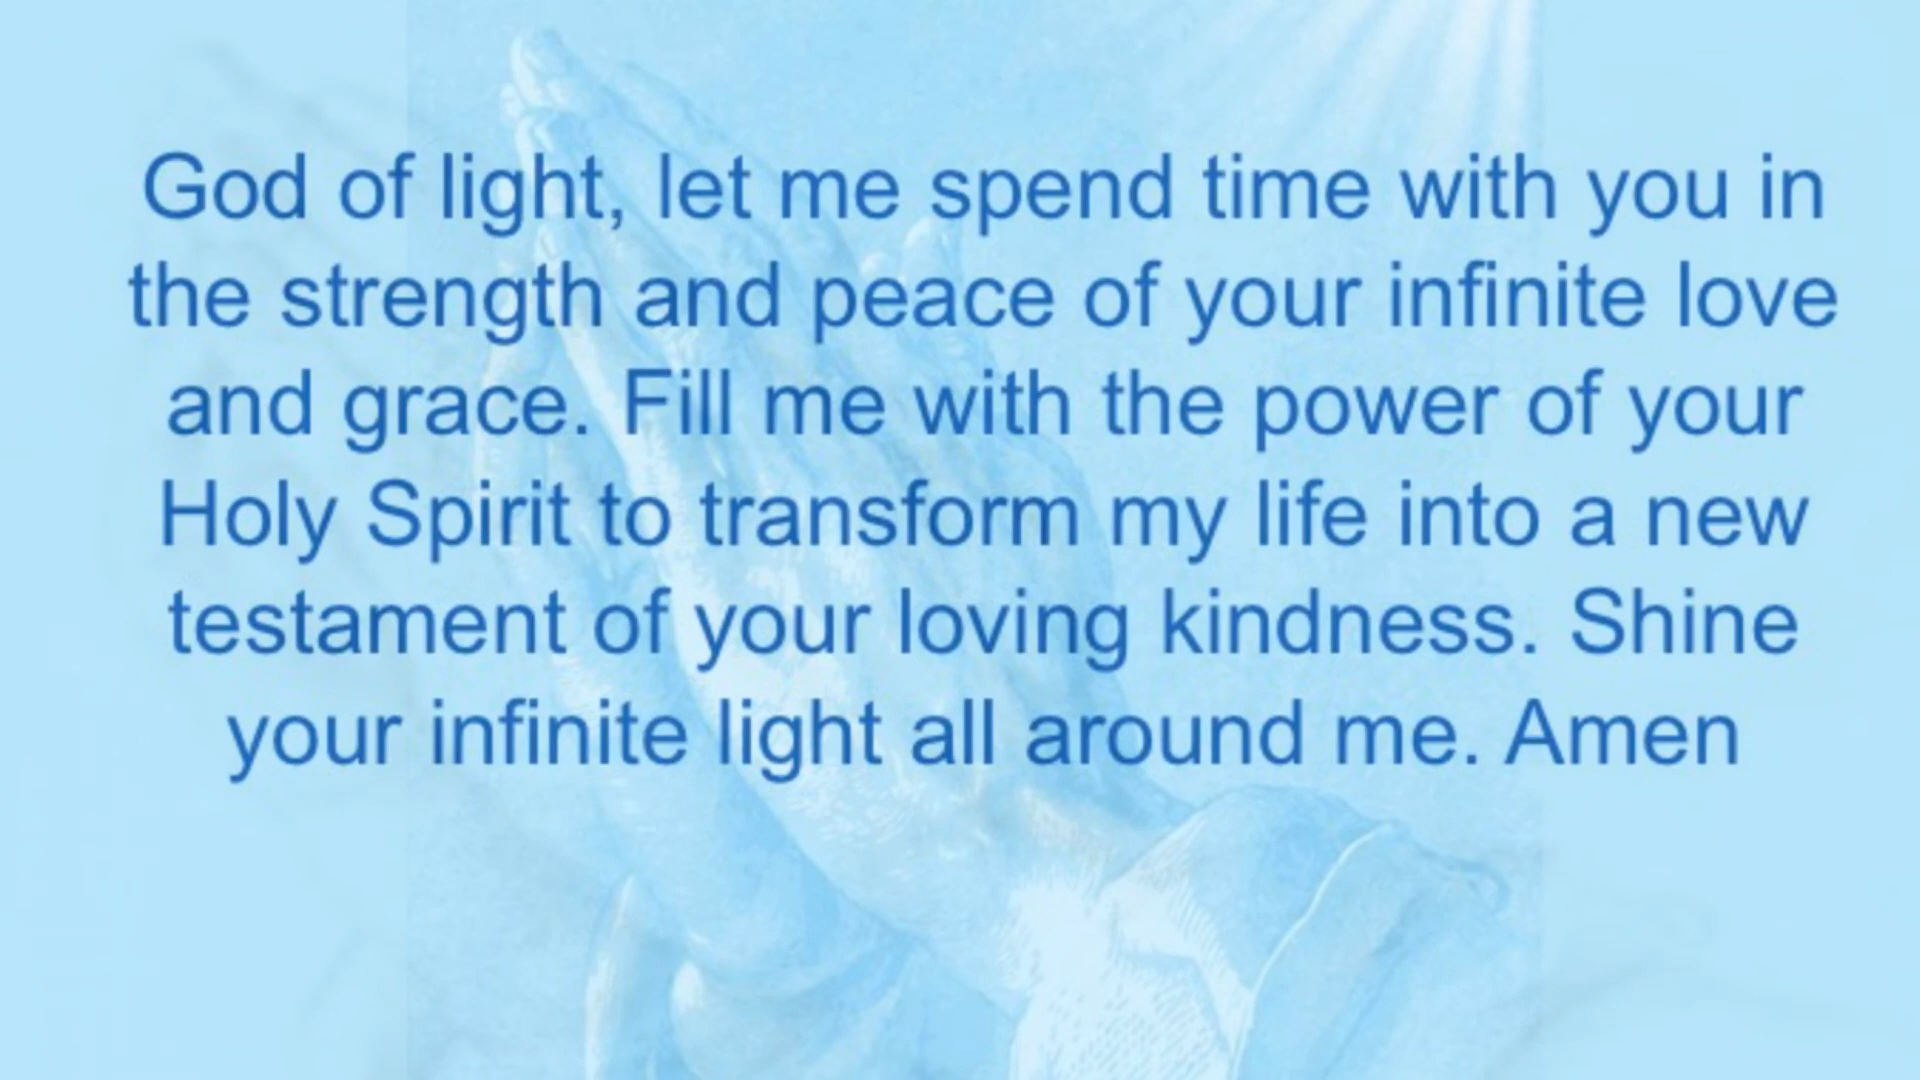 God of light, let me spend time with you in
the strength and peace of your infinite love
and grace. Fill me with the power of your
Holy Spirit to transform my life into a new
testament of your loving kindness. Shine
your infinite light all around me. Amen